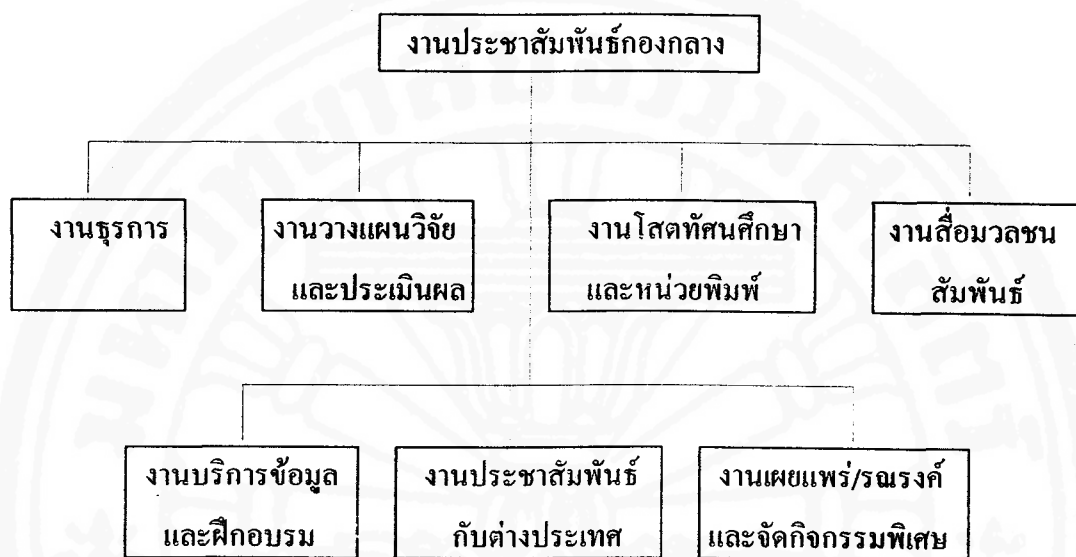 งานประชาสัมพันธ์กองกลาง
งานธุรการ
งานวางแผนวิจัย
และประเมินผล
งานโสตทัศนศึกษา
และหน่วยพิมพ์
งานสื่อมวลชน
สัมพันธ์
งานบริการข้อมูล
และฝึกอบรม
งานประชาสัมพันธ์
กับต่างประเทศ
งานเผยแพร่/รณรงค์
และจัดกิจกรรมพิเศษ